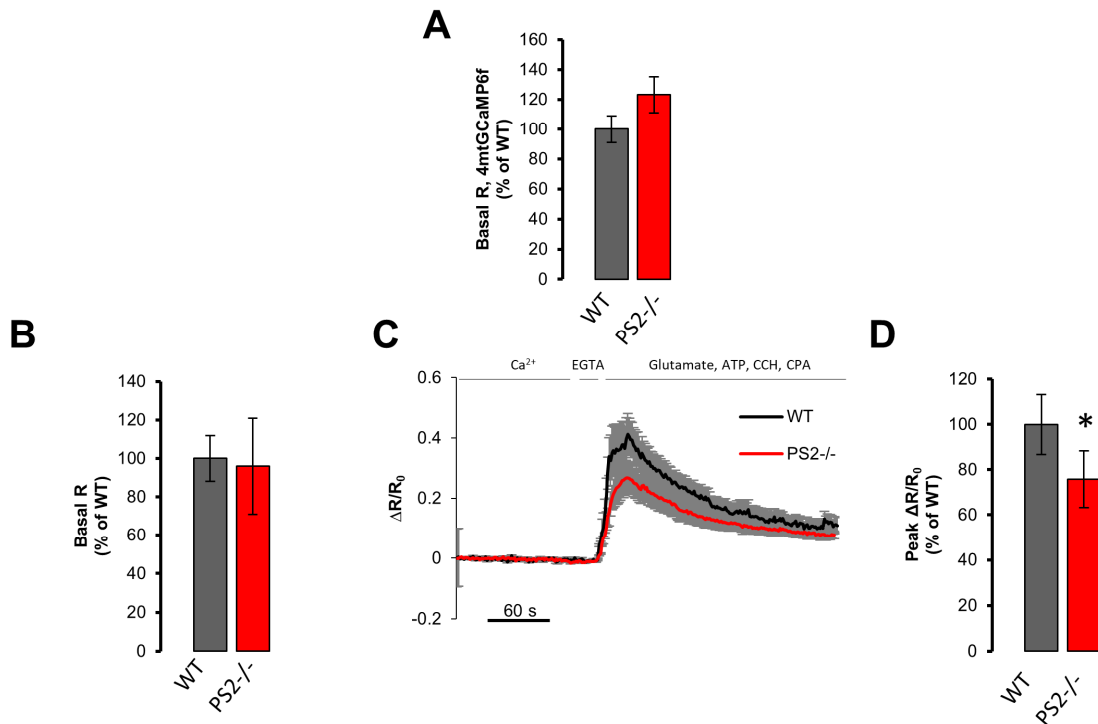 A
Basal R, 4mtGCaMP6f
(% of WT)
160
140
120
100
80
60
40
20
0
WT
PS2-/-
B
Basal R
(% of WT)
140
120
100
80
60
40
20
0
WT
PS2-/-
C
Ca²⁺ EGTA Glutamate, ATP, CCH, CPA
ΔR/R₀
0.6
0.4
0.2
0
-0.2
WT
PS2-/-
60 s
D
Peak ΔR/R₀
(% of WT)
120
100
80
60
40
20
0
*
WT
PS2-/-